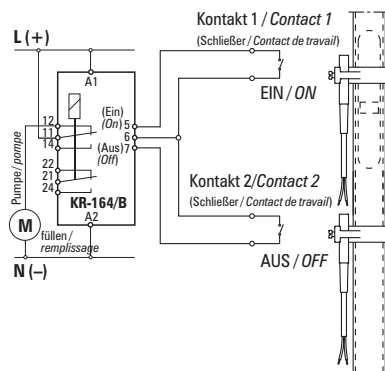 L (+)
Kontakt 1 / Contact 1
(Schließer / Contact de travail)
EIN / ON
A1
12
11
14
22
21
24
(Ein)
(On)
5
6
(Aus)
(Off)
7
KR-164/B
A2
Pumpe / pompe
M
füllen /
remplissage
N (–)
Kontakt 2/Contact 2
(Schließer / Contact de travail)
AUS / OFF